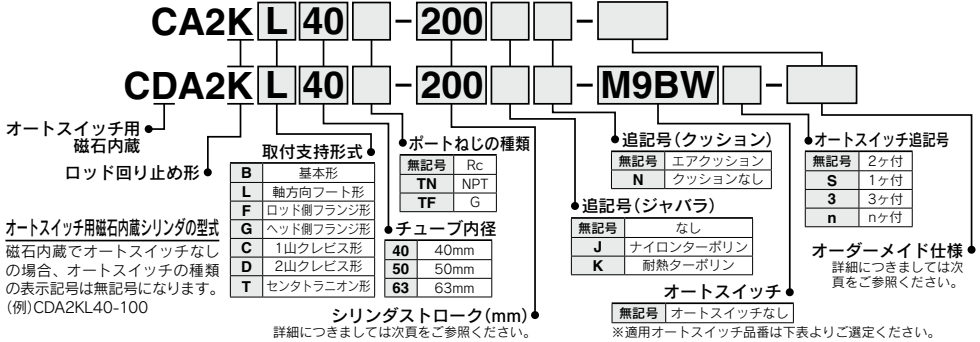 CA2K L 40 - 200 -
CDA2K L 40 - 200 - M9BW -
オートスイッチ用
磁石内蔵
ロッド回り止め形
オートスイッチ用磁石内蔵シリンダの型式
磁石内蔵でオートスイッチなし
の場合、オートスイッチの種類
の表示記号は無記号になります。
(例)CDA2KL40-100
取付支持形式
B 基本形
L 軸方向フート形
F ロッド側フランジ形
G ヘッド側フランジ形
C 1山クレビス形
D 2山クレビス形
T センタトラニオン形
ポートねじの種類
無記号 Rc
TN NPT
TF G
チューブ内径
40 40mm
50 50mm
63 63mm
シリンダストローク(mm)
詳細につきましては次頁をご参照ください。
追記号(クッション)
無記号 エアクッション
N クッションなし
追記号(ジャバラ)
無記号 なし
J ナイロンターポリン
K 耐熱ターポリン
オートスイッチ
無記号 オートスイッチなし
※適用オートスイッチ品番は下表よりご選定ください。
オートスイッチ追記号
無記号 2ヶ付
S 1ヶ付
3 3ヶ付
n nヶ付
オーダーメイド仕様
詳細につきましては次
頁をご参照ください。